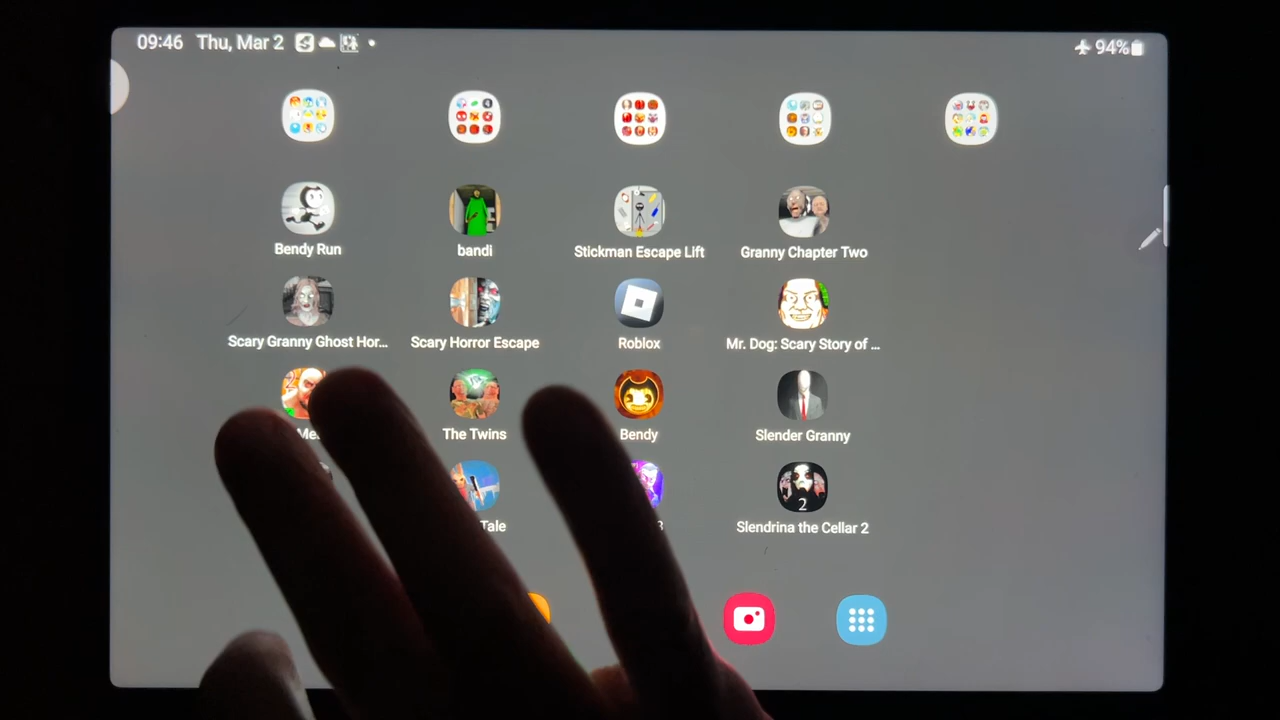 09:46 Thu, Mar 2 94%
Bendy Run bandi Stickman Escape Lift Granny Chapter Two
Scary Granny Ghost Hor... Scary Horror Escape Roblox Mr. Dog: Scary Story of ...
The Twins Bendy Slender Granny
Tale 3 Slendrina the Cellar 2